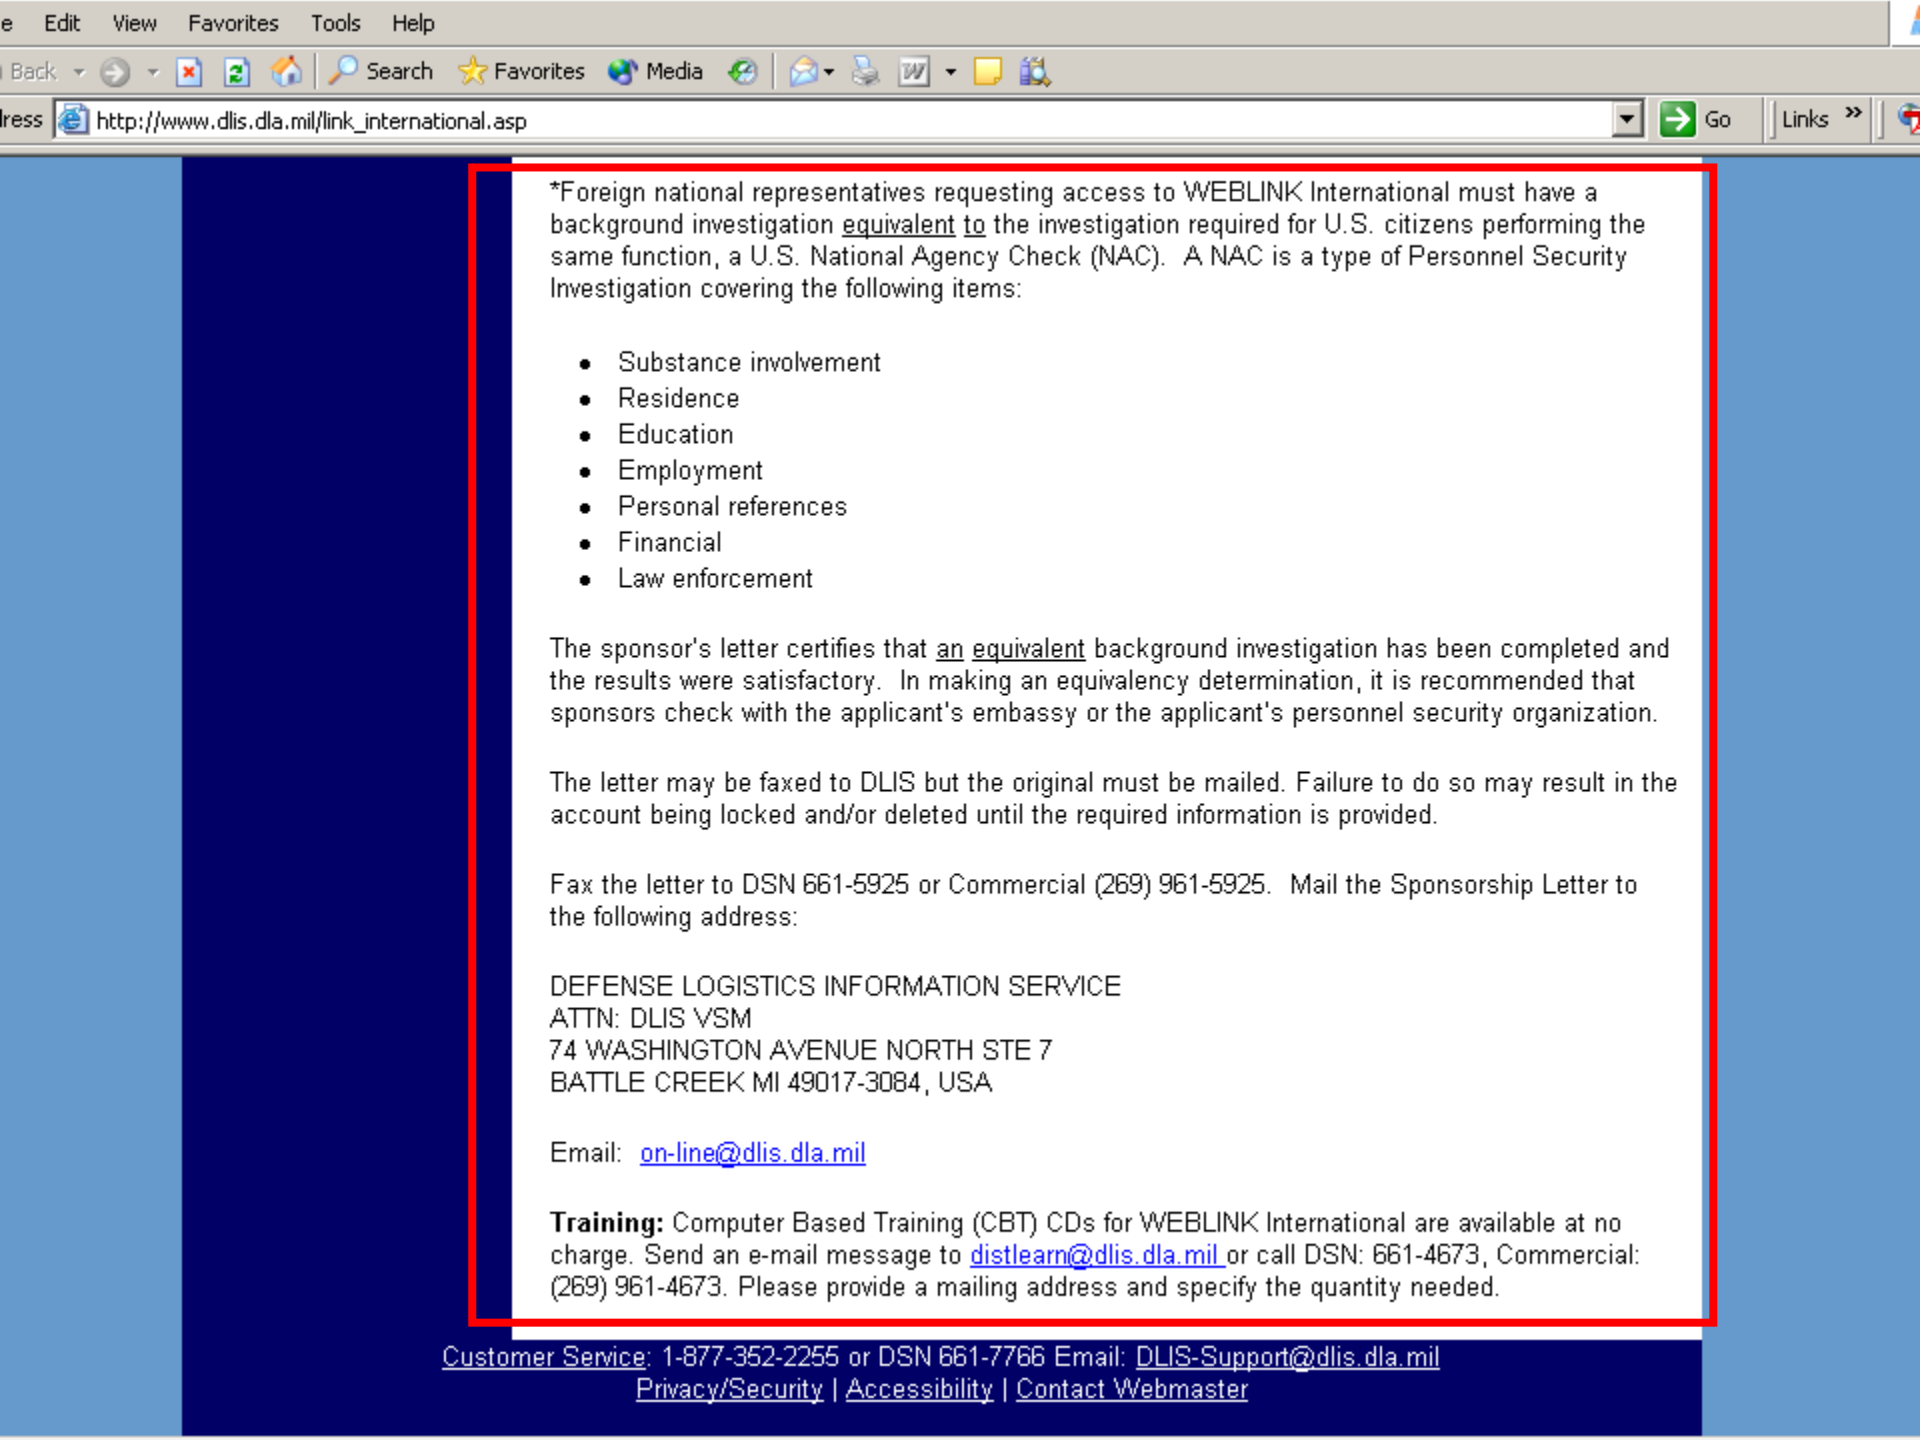 e Edit View Favorites Tools Help
Back Search Favorites Media
ress http://www.dlis.dla.mil/link_international.asp Go Links »
*Foreign national representatives requesting access to WEBLINK International must have a
background investigation equivalent to the investigation required for U.S. citizens performing the
same function, a U.S. National Agency Check (NAC). A NAC is a type of Personnel Security
Investigation covering the following items:
• Substance involvement
• Residence
• Education
• Employment
• Personal references
• Financial
• Law enforcement
The sponsor's letter certifies that an equivalent background investigation has been completed and
the results were satisfactory. In making an equivalency determination, it is recommended that
sponsors check with the applicant's embassy or the applicant's personnel security organization.
The letter may be faxed to DLIS but the original must be mailed. Failure to do so may result in the
account being locked and/or deleted until the required information is provided.
Fax the letter to DSN 661-5925 or Commercial (269) 961-5925. Mail the Sponsorship Letter to
the following address:
DEFENSE LOGISTICS INFORMATION SERVICE
ATTN: DLIS VSM
74 WASHINGTON AVENUE NORTH STE 7
BATTLE CREEK MI 49017-3084, USA
Email: on-line@dlis.dla.mil
Training: Computer Based Training (CBT) CDs for WEBLINK International are available at no
charge. Send an e-mail message to distlearn@dlis.dla.mil or call DSN: 661-4673, Commercial:
(269) 961-4673. Please provide a mailing address and specify the quantity needed.
Customer Service: 1-877-352-2255 or DSN 661-7766 Email: DLIS-Support@dlis.dla.mil
Privacy/Security | Accessibility | Contact Webmaster